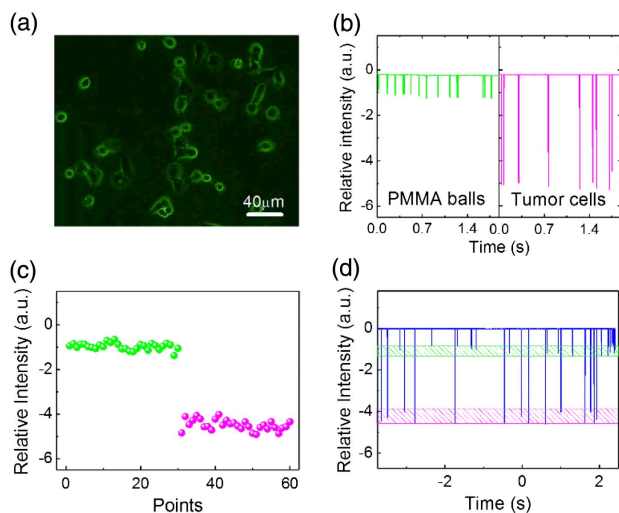 (a)
40μm
(b)
Relative intensity (a.u.)
0
-2
-4
-6
PMMA balls
Tumor cells
0.0 0.7 1.4 0.0 0.7 1.4
Time (s)
(c)
Relative Intensity (a.u.)
0
-2
-4
-6
0 20 40 60
Points
(d)
Relative Intensity (a.u.)
0
-2
-4
-6
-2 0 2
Time (s)